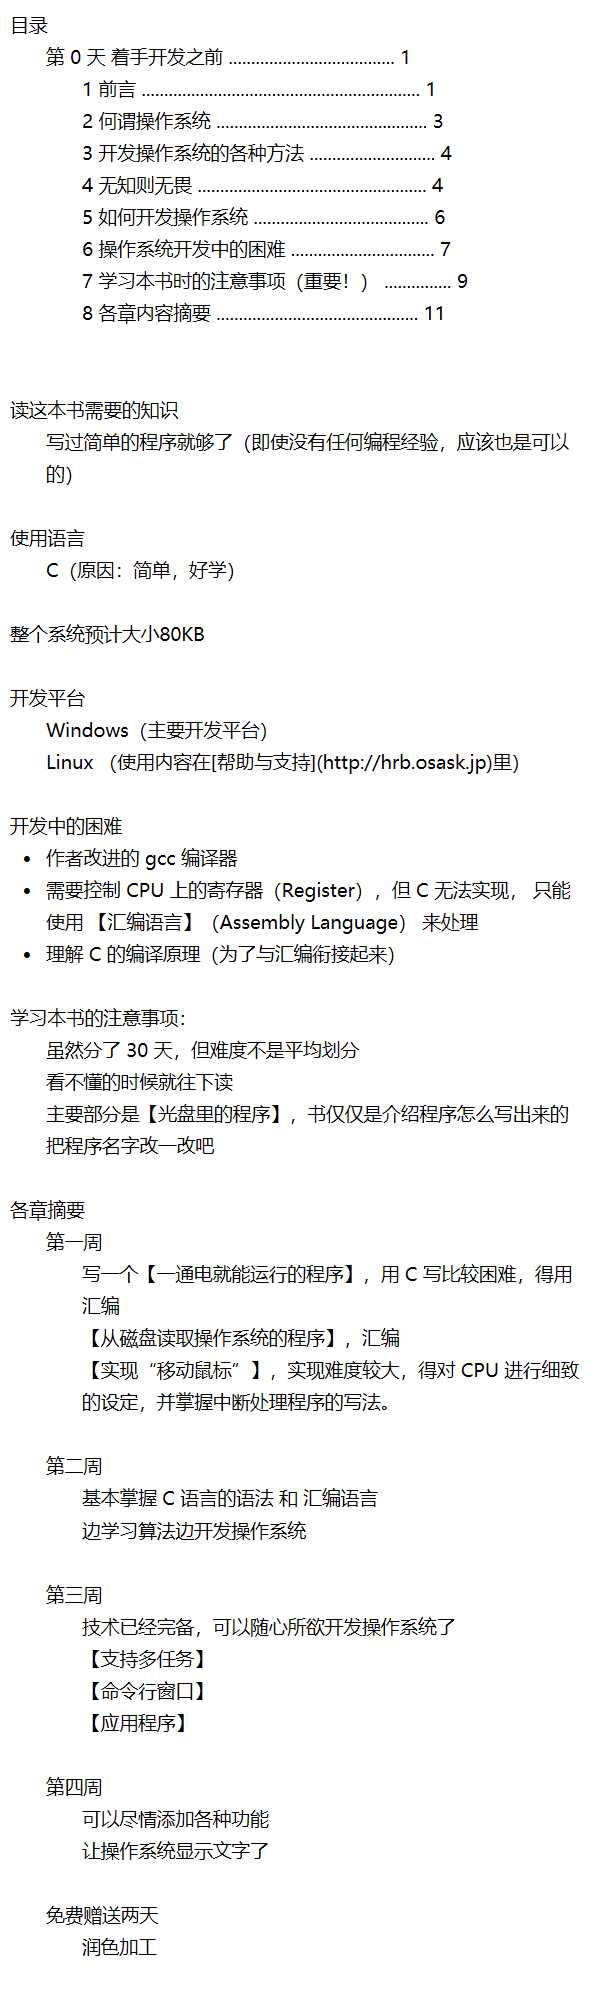 目录
第 0 天 着手开发之前 ..................................... 1
1 前言 .............................................................. 1
2 何谓操作系统 ............................................... 3
3 开发操作系统的各种方法 ............................ 4
4 无知则无畏 ................................................... 4
5 如何开发操作系统 ....................................... 6
6 操作系统开发中的困难 ................................ 7
7 学习本书时的注意事项（重要！） ............... 9
8 各章内容摘要 ............................................. 11
读这本书需要的知识
写过简单的程序就够了（即使没有任何编程经验，应该也是可以
的）
使用语言
C（原因：简单，好学）
整个系统预计大小80KB
开发平台
Windows（主要开发平台）
Linux （使用内容在[帮助与支持](http://hrb.osask.jp)里）
开发中的困难
• 作者改进的 gcc 编译器
• 需要控制 CPU 上的寄存器（Register），但 C 无法实现， 只能
使用 【汇编语言】（Assembly Language） 来处理
• 理解 C 的编译原理（为了与汇编衔接起来）
学习本书的注意事项：
虽然分了 30 天，但难度不是平均划分
看不懂的时候就往下读
主要部分是【光盘里的程序】，书仅仅是介绍程序怎么写出来的
把程序名字改一改吧
各章摘要
第一周
写一个【一通电就能运行的程序】，用 C 写比较困难，得用
汇编
【从磁盘读取操作系统的程序】，汇编
【实现“移动鼠标”】，实现难度较大，得对 CPU 进行细致
的设定，并掌握中断处理程序的写法。
第二周
基本掌握 C 语言的语法 和 汇编语言
边学习算法边开发操作系统
第三周
技术已经完备，可以随心所欲开发操作系统了
【支持多任务】
【命令行窗口】
【应用程序】
第四周
可以尽情添加各种功能
让操作系统显示文字了
免费赠送两天
润色加工